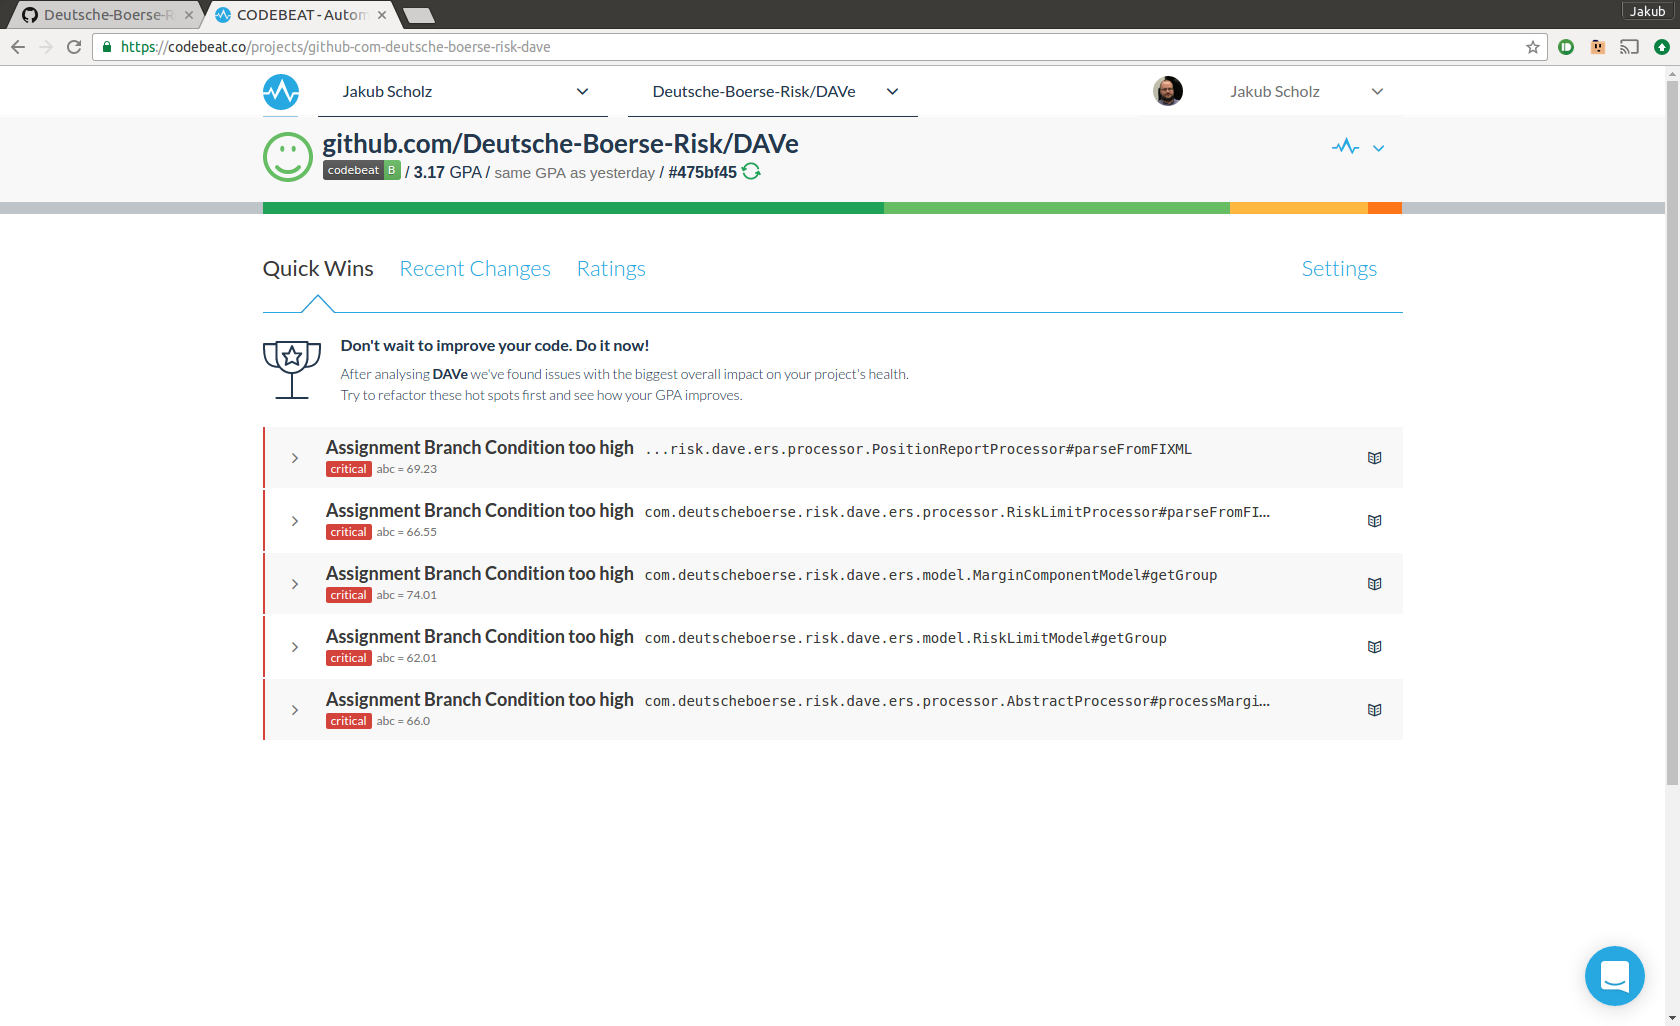 Deutsche-Boerse-R
CODEBEAT - Autom
Jakub
https://codebeat.co/projects/github-com-deutsche-boerse-risk-dave
Jakub Scholz
Deutsche-Boerse-Risk/DAVe
Jakub Scholz
github.com/Deutsche-Boerse-Risk/DAVe
codebeat B / 3.17 GPA / same GPA as yesterday / #475bf45
Quick Wins
Recent Changes
Ratings
Settings
Don't wait to improve your code. Do it now!
After analysing DAVe we've found issues with the biggest overall impact on your project's health.
Try to refactor these hot spots first and see how your GPA improves.
Assignment Branch Condition too high ...risk.dave.ers.processor.PositionReportProcessor#parseFromFIXML
critical abc = 69.23
Assignment Branch Condition too high com.deutscheboerse.risk.dave.ers.processor.RiskLimitProcessor#parseFromFI...
critical abc = 66.55
Assignment Branch Condition too high com.deutscheboerse.risk.dave.ers.model.MarginComponentModel#getGroup
critical abc = 74.01
Assignment Branch Condition too high com.deutscheboerse.risk.dave.ers.model.RiskLimitModel#getGroup
critical abc = 62.01
Assignment Branch Condition too high com.deutscheboerse.risk.dave.ers.processor.AbstractProcessor#processMargi...
critical abc = 66.0